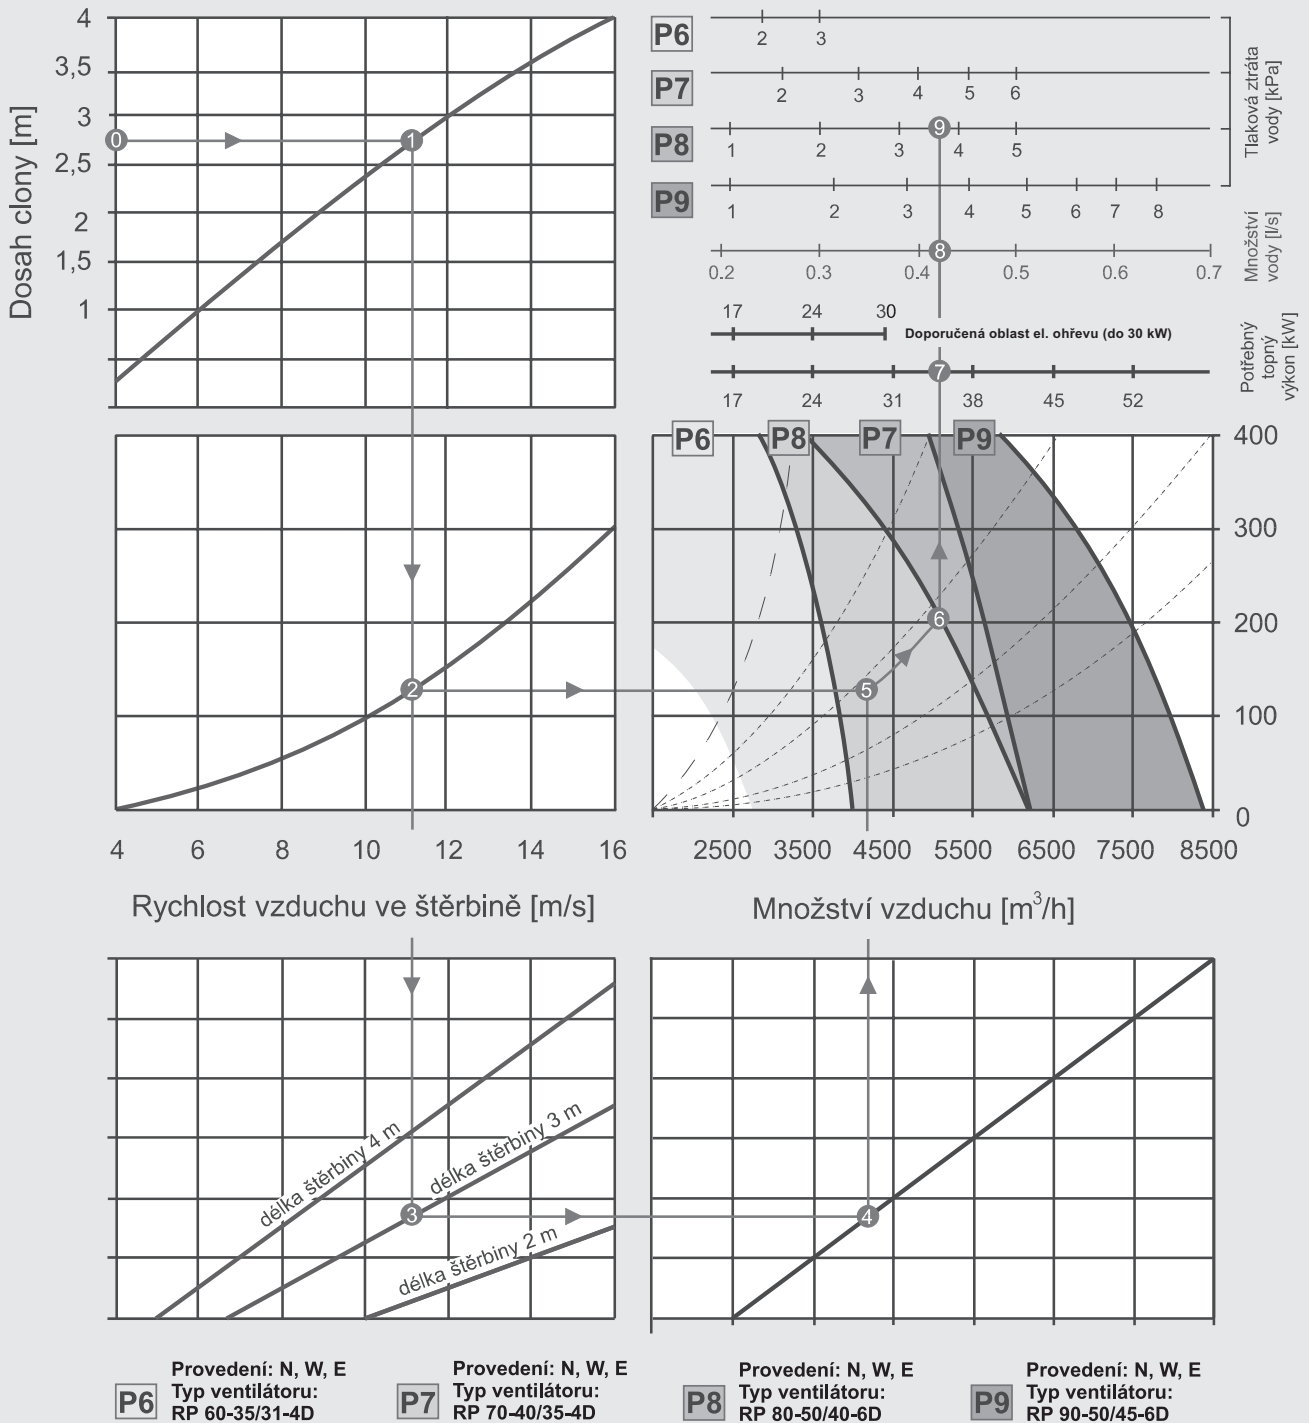 Dosah clony [m]
4
3,5
3
2,5
2
1,5
1
0
1
P6
2 3
P7
2 3 4 5 6
P8
9
1 2 3 4 5
P9
1 2 3 4 5 6 7 8
Tlaková ztráta
vody [kPa]
8
0.2 0.3 0.4 0.5 0.6 0.7
Množství
vody [l/s]
17 24 30
Doporučená oblast el. ohřevu (do 30 kW)
7
17 24 31 38 45 52
Potřebný
topný
výkon [kW]
P6 P8 P7 P9
400
300
200
100
0
2
5
6
4 6 8 10 12 14 16
Rychlost vzduchu ve štěrbině [m/s]
2500 3500 4500 5500 6500 7500 8500
Množství vzduchu [m³/h]
délka štěrbiny 4 m
délka štěrbiny 3 m
délka štěrbiny 2 m
3
4
P6
Provedení: N, W, E
Typ ventilátoru:
RP 60-35/31-4D
P7
Provedení: N, W, E
Typ ventilátoru:
RP 70-40/35-4D
P8
Provedení: N, W, E
Typ ventilátoru:
RP 80-50/40-6D
P9
Provedení: N, W, E
Typ ventilátoru:
RP 90-50/45-6D